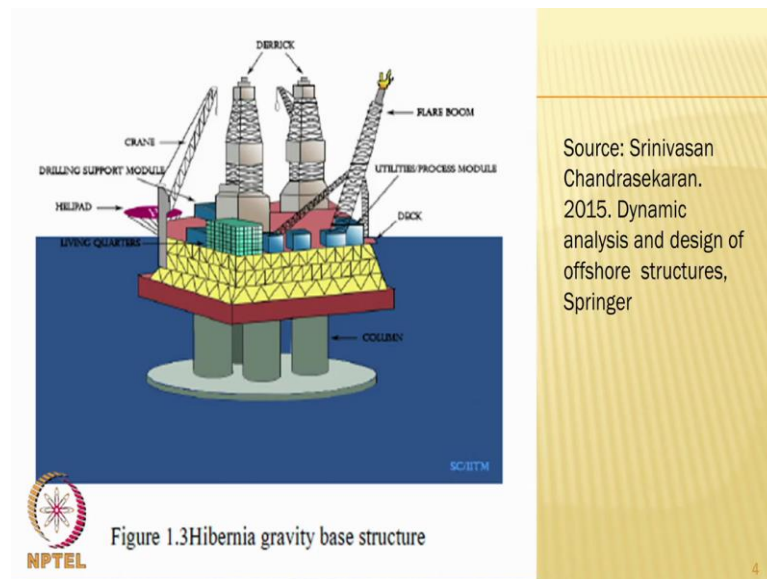 DERRICK
FLARE BOOM
CRANE
DRILLING SUPPORT MODULE
UTILITIES/PROCESS MODULE
HELIPAD
DECK
LIVING QUARTERS
COLUMN
SC/IITM
Figure 1.3Hibernia gravity base structure
NPTEL
Source: Srinivasan
Chandrasekaran.
2015. Dynamic
analysis and design of
offshore structures,
Springer
4